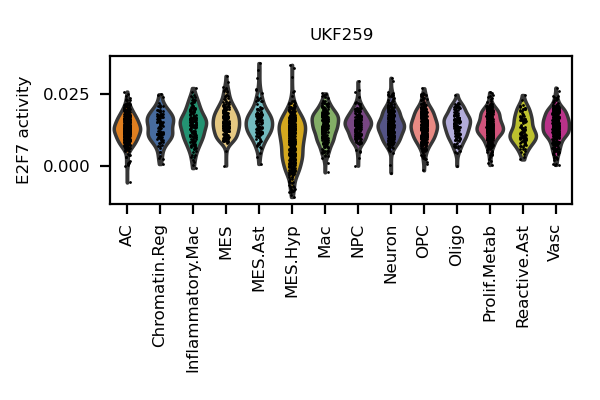 UKF259
E2F7 activity
0.025
0.000
AC
Chromatin.Reg
Inflammatory.Mac
MES
MES.Ast
MES.Hyp
Mac
NPC
Neuron
OPC
Oligo
Prolif.Metab
Reactive.Ast
Vasc